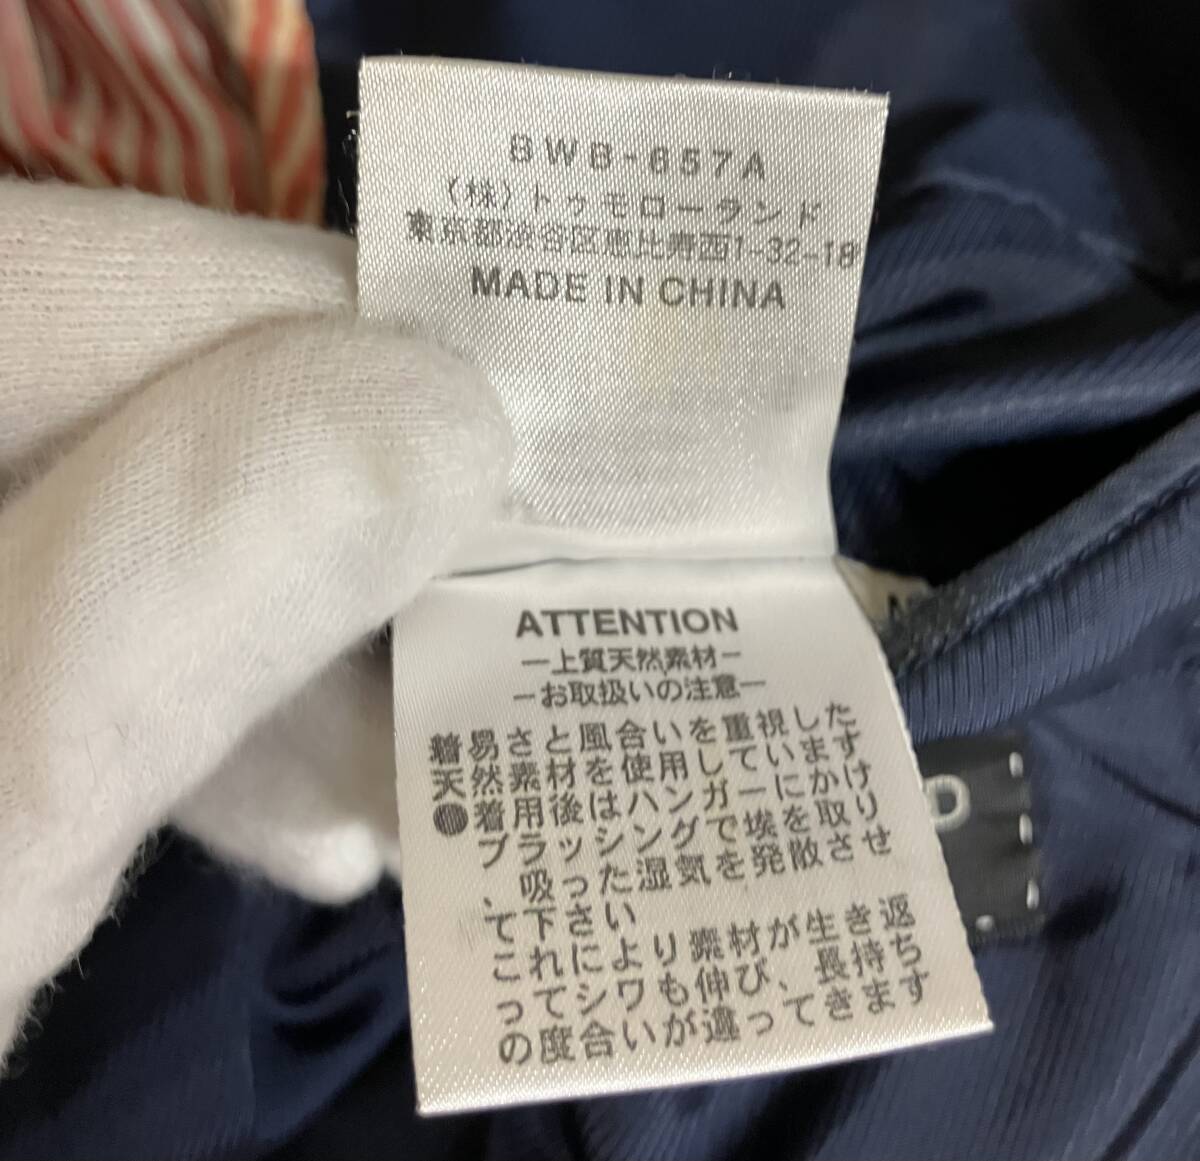 8WB-657A
(株)トゥモローランド
東京都渋谷区恵比寿西1-32-18
MADE IN CHINA
ATTENTION
―上質天然素材―
―お取扱いの注意―
着易さと風合いを重視した
天然素材を使用しています
●着用後はハンガーにかけ
ブラッシングで埃を取り
、吸った湿気を発散させ
て下さい
これにより素材が生き返
ってシワも伸び、長持ち
の度合いが違ってきます
D